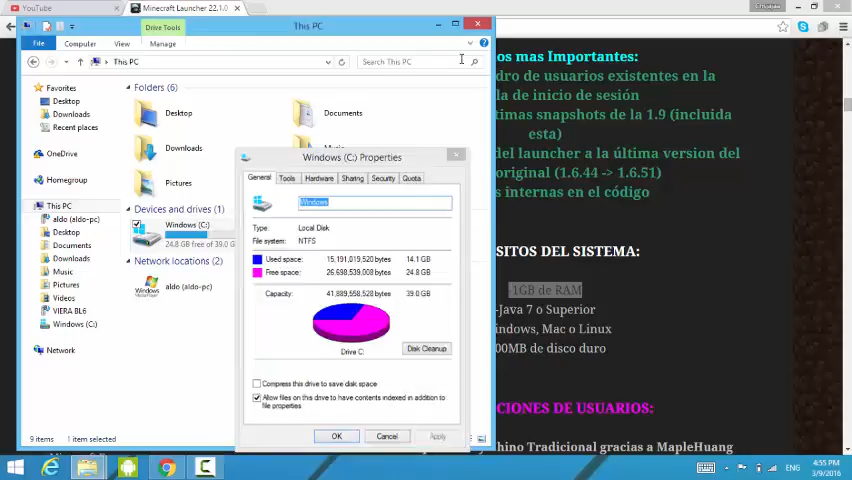 YouTube
Minecraft Launcher 22.1.0
Drive Tools
This PC
File
Computer
View
Manage
This PC
Search This PC
Favorites
Desktop
Downloads
Recent places
OneDrive
Homegroup
This PC
aldo (aldo-pc)
Desktop
Documents
Downloads
Music
Pictures
Videos
VIERA BL6
Windows (C:)
Network
Folders (6)
Desktop
Documents
Downloads
Music
Pictures
Devices and drives (1)
Windows (C:)
24.8 GB free of 39.0
Network locations (2)
aldo (aldo-pc)
9 items
1 item selected
Windows (C:) Properties
General
Tools
Hardware
Sharing
Security
Quota
Windows
Type:
Local Disk
File system:
NTFS
Used space:
15,191,019,520 bytes
14.1 GB
Free space:
26,698,539,008 bytes
24.8 GB
Capacity:
41,889,558,528 bytes
39.0 GB
Drive C:
Disk Cleanup
Compress this drive to save disk space
Allow files on this drive to have contents indexed in addition to
file properties
OK
Cancel
Apply
os mas Importantes:
dro de usuarios existentes en la
la de inicio de sesión
timas snapshots de la 1.9 (incluida
esta)
del launcher a la última version del
original (1.6.44 -> 1.6.51)
s internas en el código
SITOS DEL SISTEMA:
1GB de RAM
-Java 7 o Superior
indows, Mac o Linux
00MB de disco duro
CIONES DE USUARIOS:
hino Tradicional gracias a MapleHuang
ENG
4:55 PM
3/9/2016